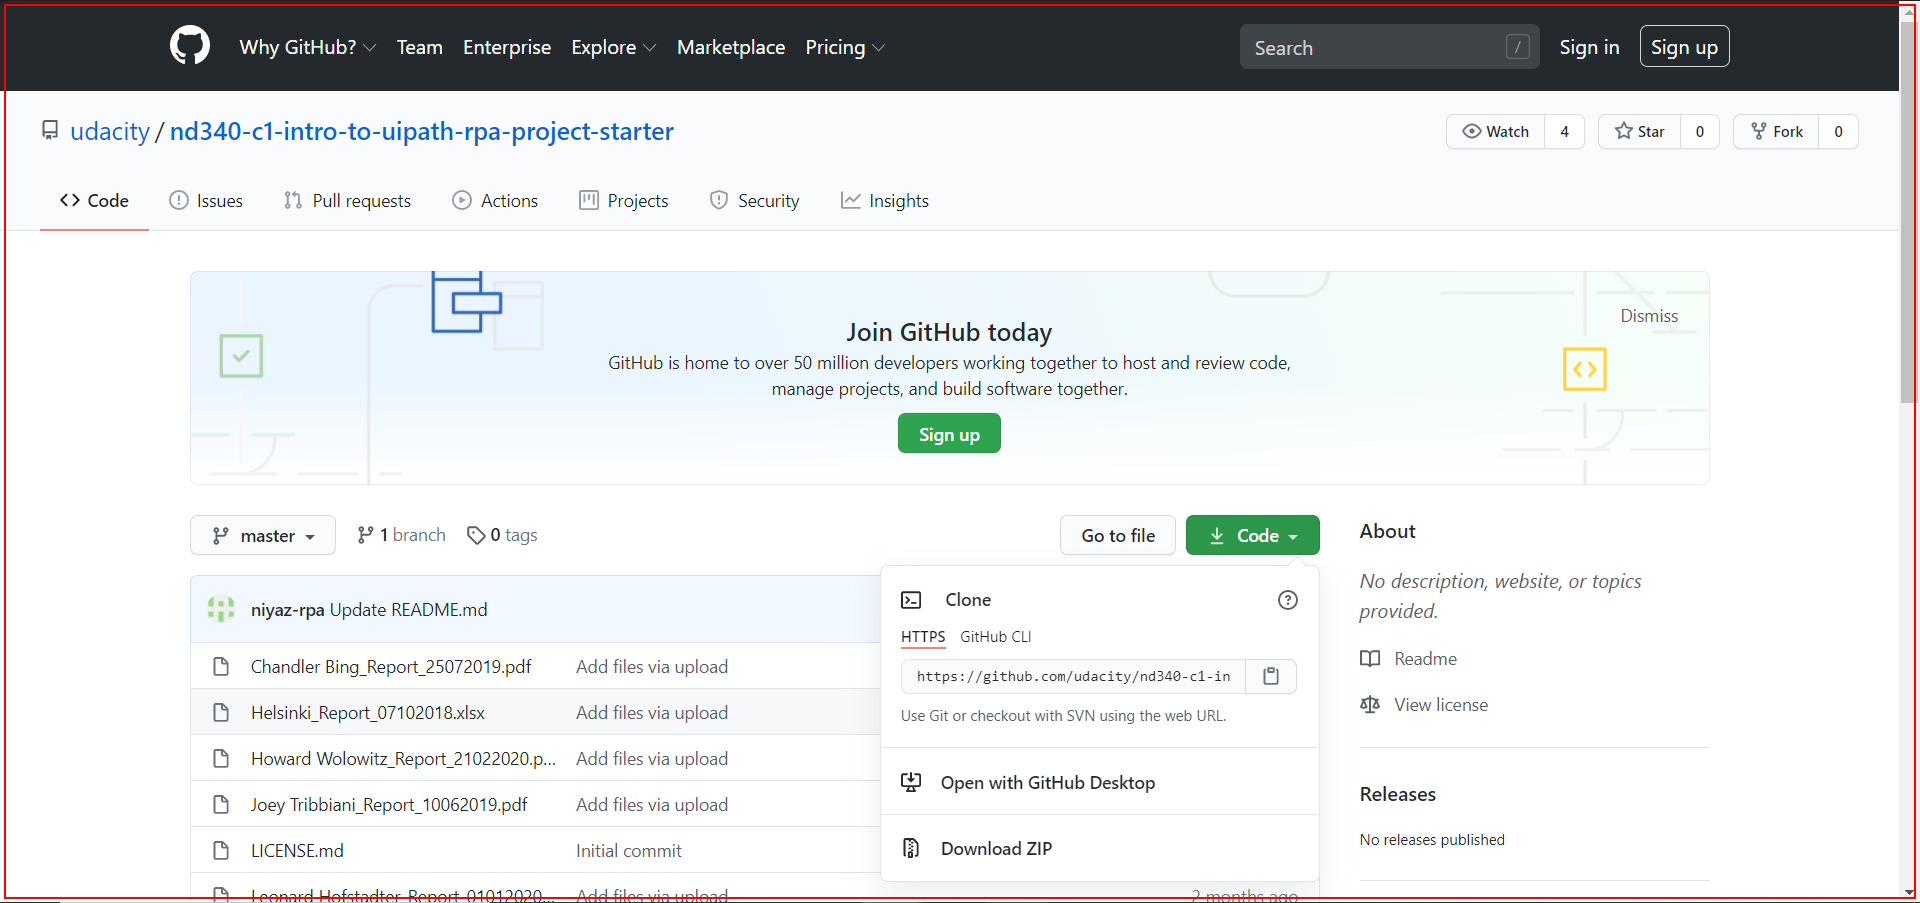 Why GitHub? Team Enterprise Explore Marketplace Pricing Search / Sign in Sign up
udacity / nd340-c1-intro-to-uipath-rpa-project-starter Watch 4 Star 0 Fork 0
Code Issues Pull requests Actions Projects Security Insights
Dismiss
Join GitHub today
GitHub is home to over 50 million developers working together to host and review code,
manage projects, and build software together.
Sign up
master 1 branch 0 tags Go to file Code
niyaz-rpa Update README.md
Chandler Bing_Report_25072019.pdf Add files via upload
Helsinki_Report_07102018.xlsx Add files via upload
Howard Wolowitz_Report_21022020.p... Add files via upload
Joey Tribbiani_Report_10062019.pdf Add files via upload
LICENSE.md Initial commit
Leonard Hofstadter_Report_01012020... Add files via upload 2 months ago
Clone
HTTPS GitHub CLI
https://github.com/udacity/nd340-c1-in
Use Git or checkout with SVN using the web URL.
Open with GitHub Desktop
Download ZIP
About
No description, website, or topics
provided.
Readme
View license
Releases
No releases published